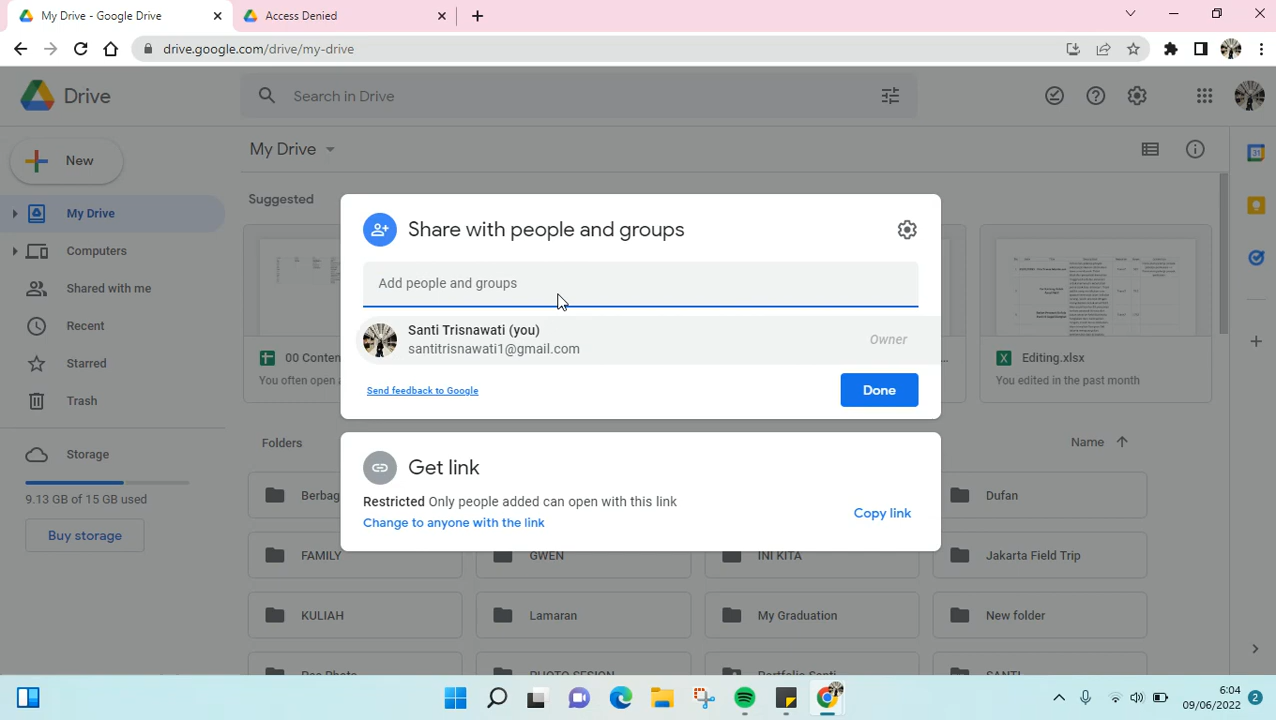 My Drive - Google Drive
Access Denied
drive.google.com/drive/my-drive
Drive
Search in Drive
New
My Drive
Suggested
My Drive
Computers
Shared with me
Recent
Starred
Trash
Storage
9.13 GB of 15 GB used
Buy storage
Share with people and groups
Add people and groups
Santi Trisnawati (you)
santitrisnawati1@gmail.com
Owner
Send feedback to Google
Done
Get link
Restricted Only people added can open with this link
Change to anyone with the link
Copy link
00 Conten
You often open a
Editing.xlsx
You edited in the past month
Folders
Name
Berbag
Dufan
FAMILY
GWEN
INI KITA
Jakarta Field Trip
KULIAH
Lamaran
My Graduation
New folder
PHOTO SESION
Portfolio Santi
SANTI
31
6:04
09/06/2022
2